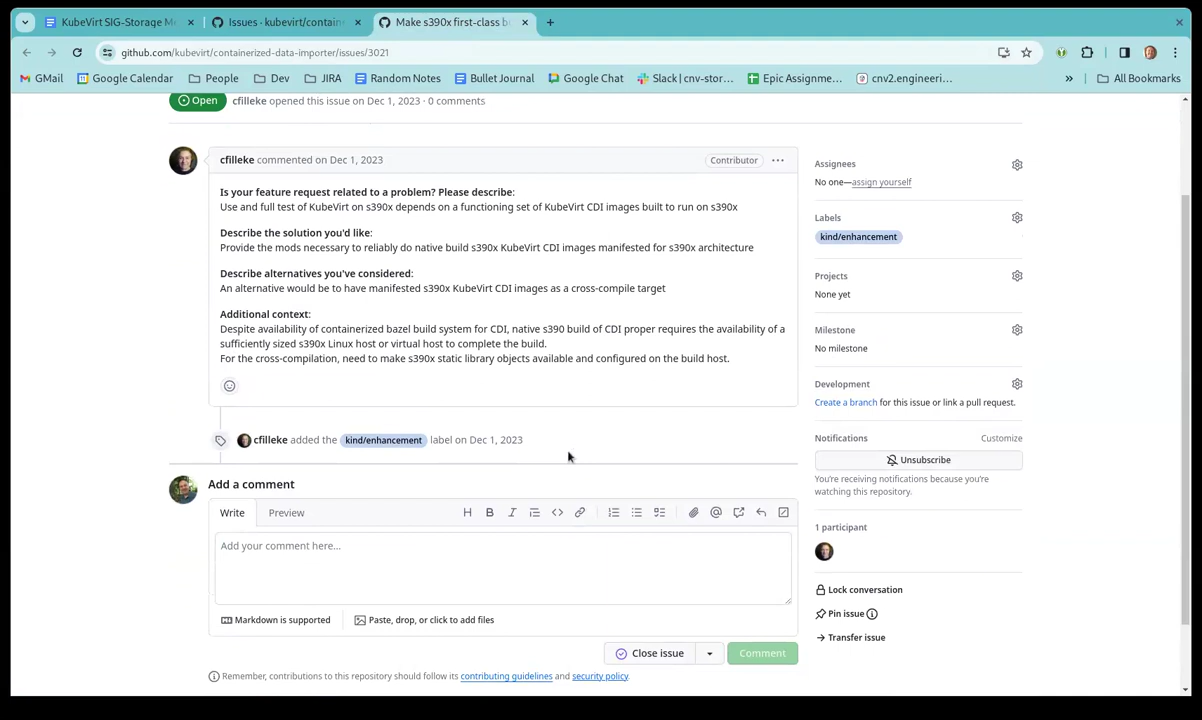 KubeVirt SIG-Storage M
Issues · kubevirt/contain
Make s390x first-class b
github.com/kubevirt/containerized-data-importer/issues/3021
GMail
Google Calendar
People
Dev
JIRA
Random Notes
Bullet Journal
Google Chat
Slack | cnv-stor...
Epic Assignme...
cnv2.engineeri...
»
All Bookmarks
Open
cfilleke opened this issue on Dec 1, 2023 · 0 comments
cfilleke commented on Dec 1, 2023
Contributor
Is your feature request related to a problem? Please describe:
Use and full test of KubeVirt on s390x depends on a functioning set of KubeVirt CDI images built to run on s390x
Describe the solution you'd like:
Provide the mods necessary to reliably do native build s390x KubeVirt CDI images manifested for s390x architecture
Describe alternatives you've considered:
An alternative would be to have manifested s390x KubeVirt CDI images as a cross-compile target
Additional context:
Despite availability of containerized bazel build system for CDI, native s390 build of CDI proper requires the availability of a
sufficiently sized s390x Linux host or virtual host to complete the build.
For the cross-compilation, need to make s390x static library objects available and configured on the build host.
cfilleke added the kind/enhancement label on Dec 1, 2023
Add a comment
Write
Preview
Add your comment here...
Markdown is supported
Paste, drop, or click to add files
Close issue
Comment
Remember, contributions to this repository should follow its contributing guidelines and security policy.
Assignees
No one—assign yourself
Labels
kind/enhancement
Projects
None yet
Milestone
No milestone
Development
Create a branch for this issue or link a pull request.
Notifications
Customize
Unsubscribe
You're receiving notifications because you're
watching this repository.
1 participant
Lock conversation
Pin issue
Transfer issue